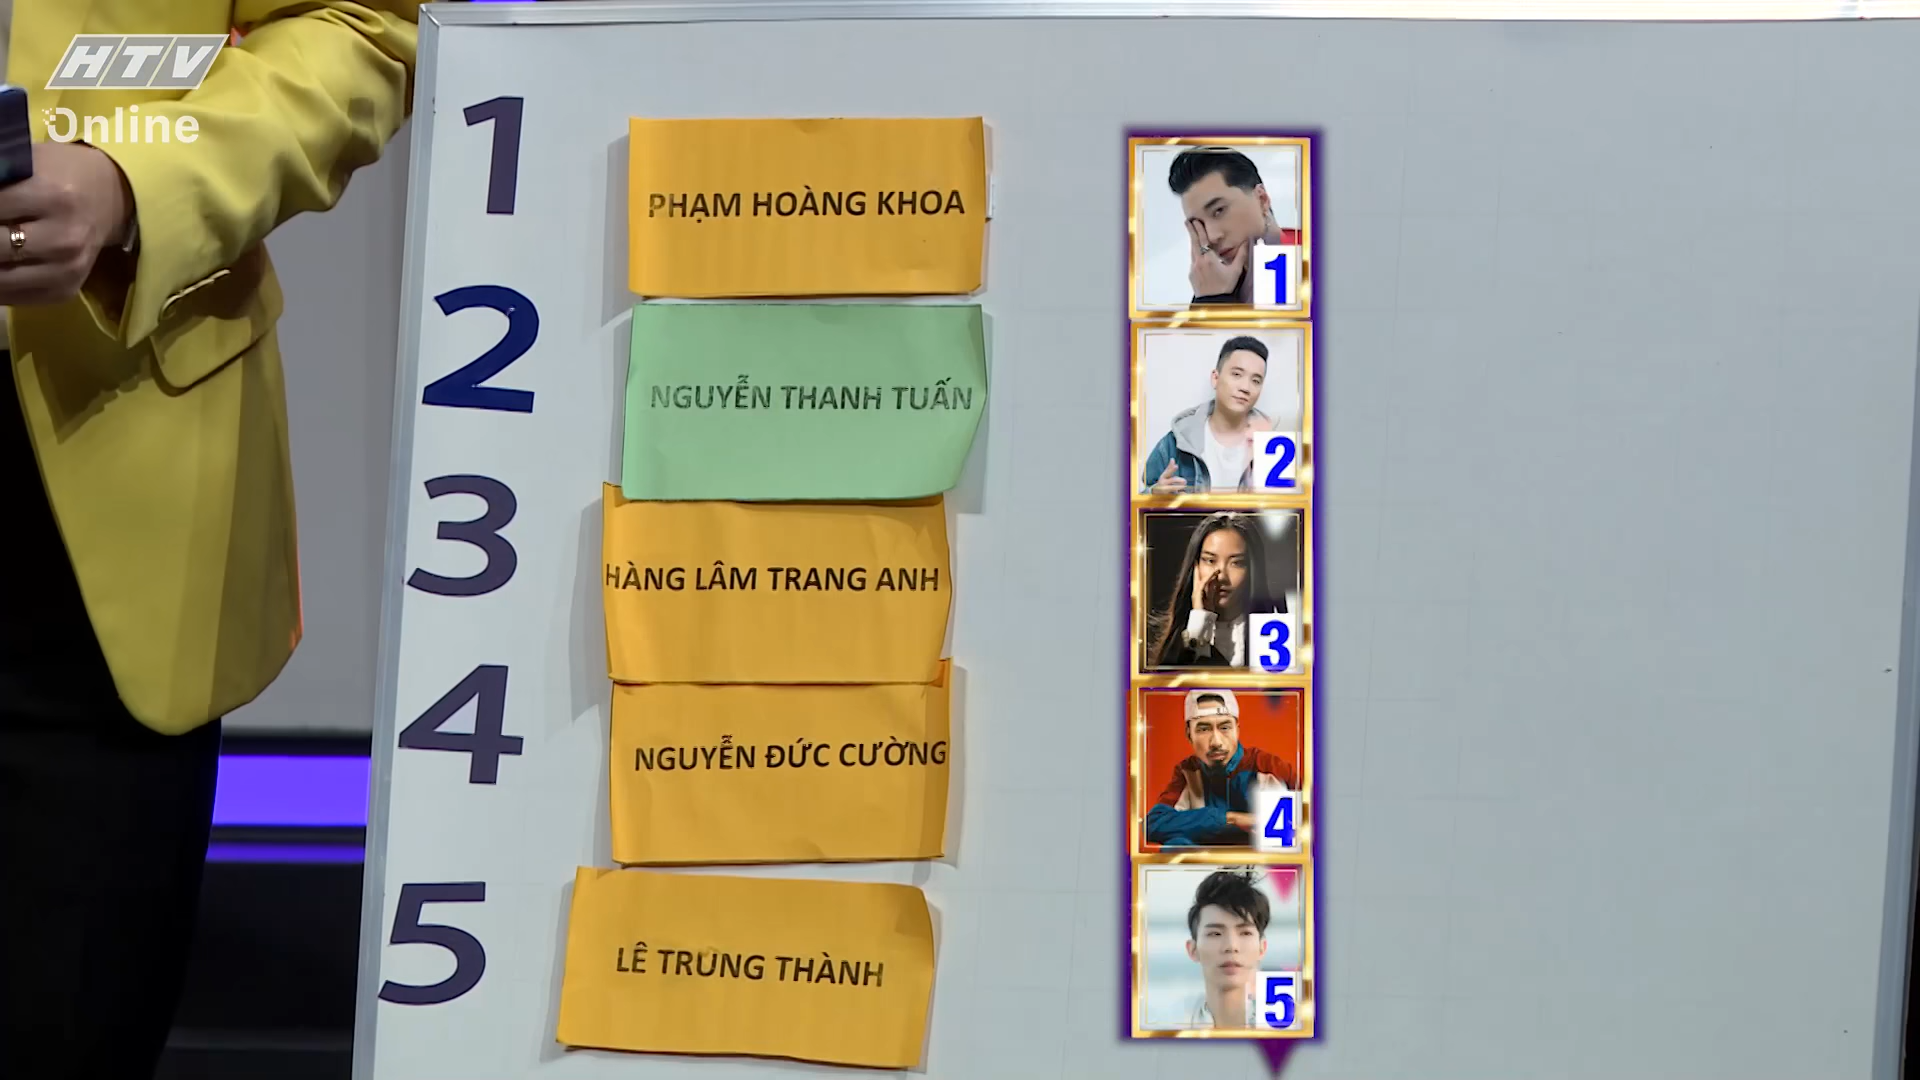 HTV
Online
1
PHẠM HOÀNG KHOA
1
2
NGUYỄN THANH TUẤN
2
3
HÀNG LÂM TRANG ANH
3
4
NGUYỄN ĐỨC CƯỜNG
4
5
LÊ TRUNG THÀNH
5